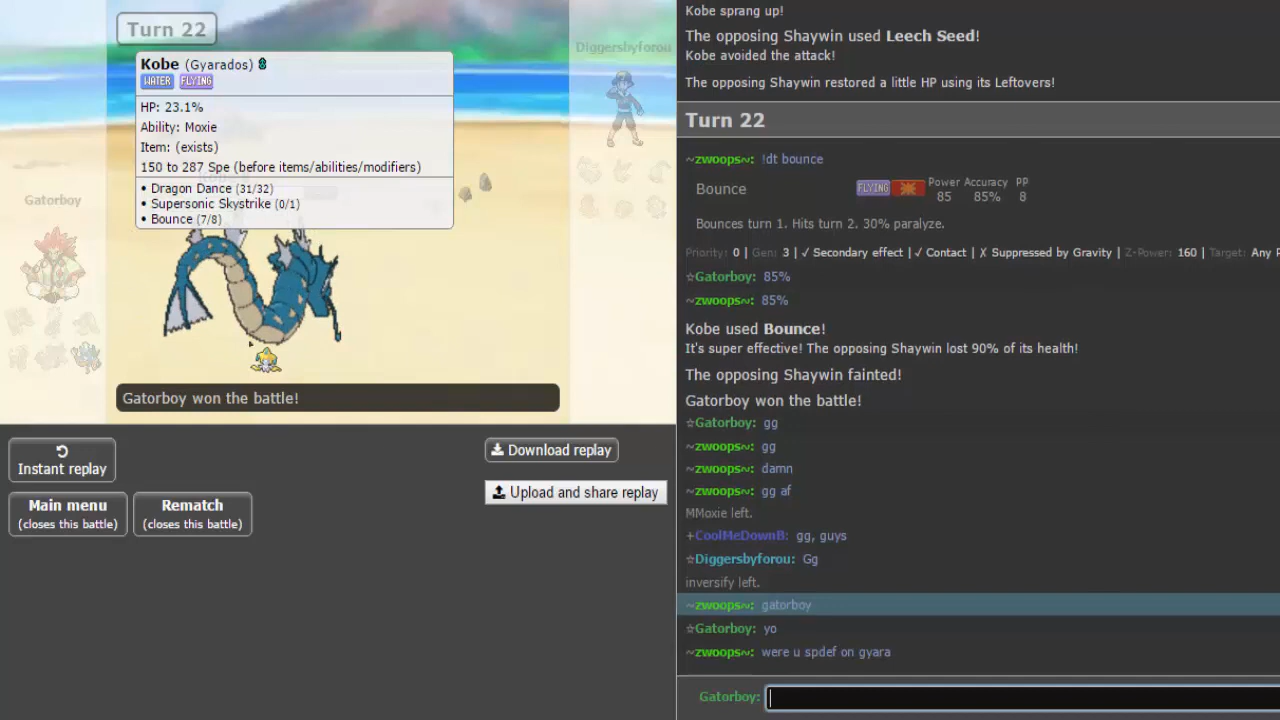 Turn 22
Kobe (Gyarados)
WATER FLYING
HP: 23.1%
Ability: Moxie
Item: (exists)
150 to 287 Spe (before items/abilities/modifiers)
• Dragon Dance (31/32)
• Supersonic Skystrike (0/1)
• Bounce (7/8)
Gatorboy
Diggersbyforou
Gatorboy won the battle!
Instant replay
Download replay
Upload and share replay
Main menu
(closes this battle)
Rematch
(closes this battle)
Kobe sprang up!
The opposing Shaywin used Leech Seed!
Kobe avoided the attack!
The opposing Shaywin restored a little HP using its Leftovers!
Turn 22
~zwoops~: !dt bounce
Bounce FLYING Power 85 Accuracy 85% PP 8
Bounces turn 1. Hits turn 2. 30% paralyze.
Priority: 0 | Gen: 3 | ✓ Secondary effect | ✓ Contact | ✗ Suppressed by Gravity | Z-Power: 160 | Target: Any P
☆Gatorboy: 85%
~zwoops~: 85%
Kobe used Bounce!
It's super effective! The opposing Shaywin lost 90% of its health!
The opposing Shaywin fainted!
Gatorboy won the battle!
☆Gatorboy: gg
~zwoops~: gg
~zwoops~: damn
~zwoops~: gg af
MMoxie left.
+CoolMeDownB: gg, guys
☆Diggersbyforou: Gg
inversify left.
~zwoops~: gatorboy
☆Gatorboy: yo
~zwoops~: were u spdef on gyara
Gatorboy: